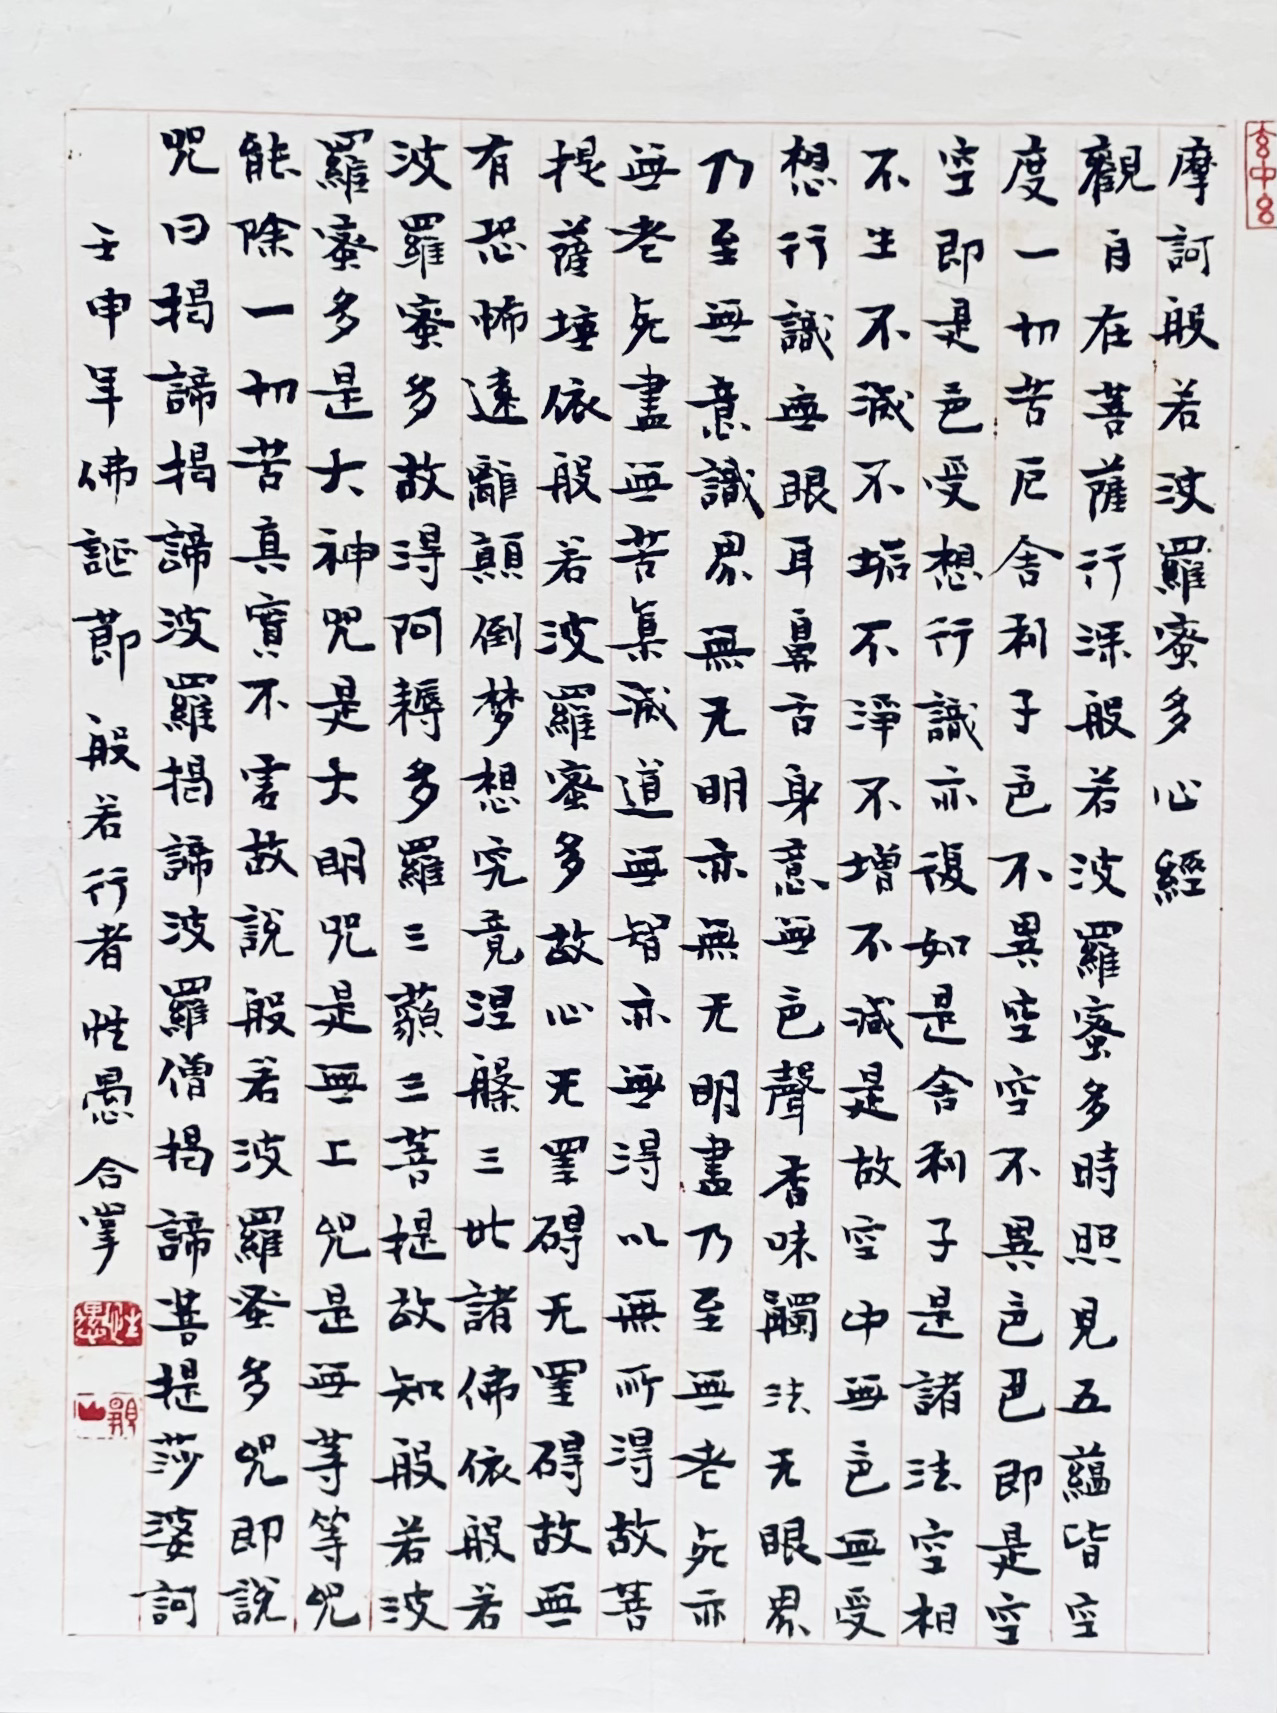 玄中玄
摩訶般若波羅蜜多心經
觀自在菩薩行深般若波羅蜜多時照見五蘊皆空
度一切苦厄舍利子色不異空空不異色色即是空
空即是色受想行識亦復如是舍利子是諸法空相
不生不滅不垢不淨不增不減是故空中無色無受
想行識無眼耳鼻舌身意無色聲香味觸法无眼界
乃至無意識界無无明亦無无明盡乃至無老死亦
無老死盡無苦集滅道無智亦無得以無所得故菩
提薩埵依般若波羅蜜多故心无罣碍无罣碍故無
有恐怖遠離顛倒梦想究竟涅槃三世諸佛依般若
波羅蜜多故得阿耨多羅三藐三菩提故知般若波
羅蜜多是大神咒是大明咒是無上咒是無等等咒
能除一切苦真實不虛故說般若波羅蜜多咒即說
咒曰揭諦揭諦波羅揭諦波羅僧揭諦菩提莎婆訶
壬申年佛誕節 般若行者性愚合掌
性愚